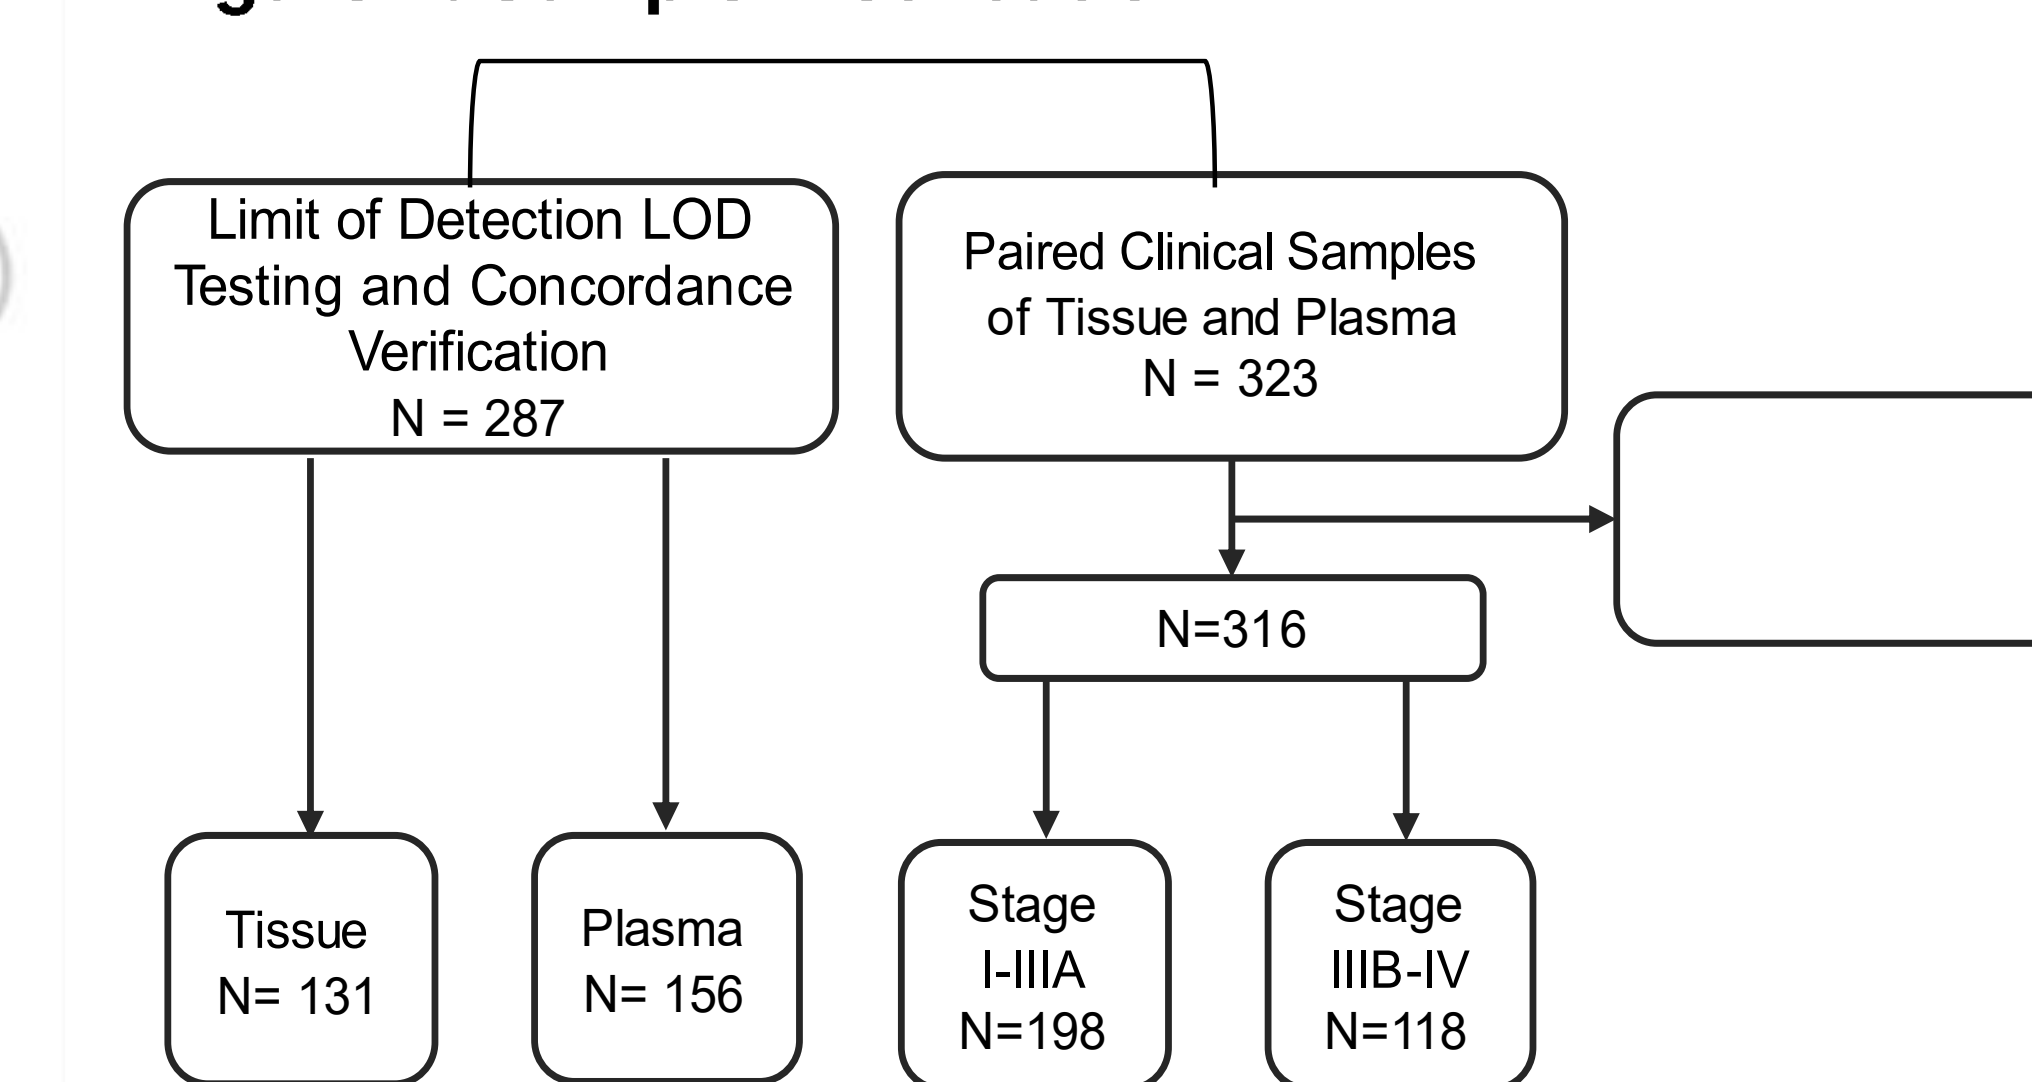 Limit of Detection LOD
Testing and Concordance
Verification
N = 287
Paired Clinical Samples
of Tissue and Plasma
N = 323
N=316
Tissue
N= 131
Plasma
N= 156
Stage
I-IIIA
N=198
Stage
IIIB-IV
N=118